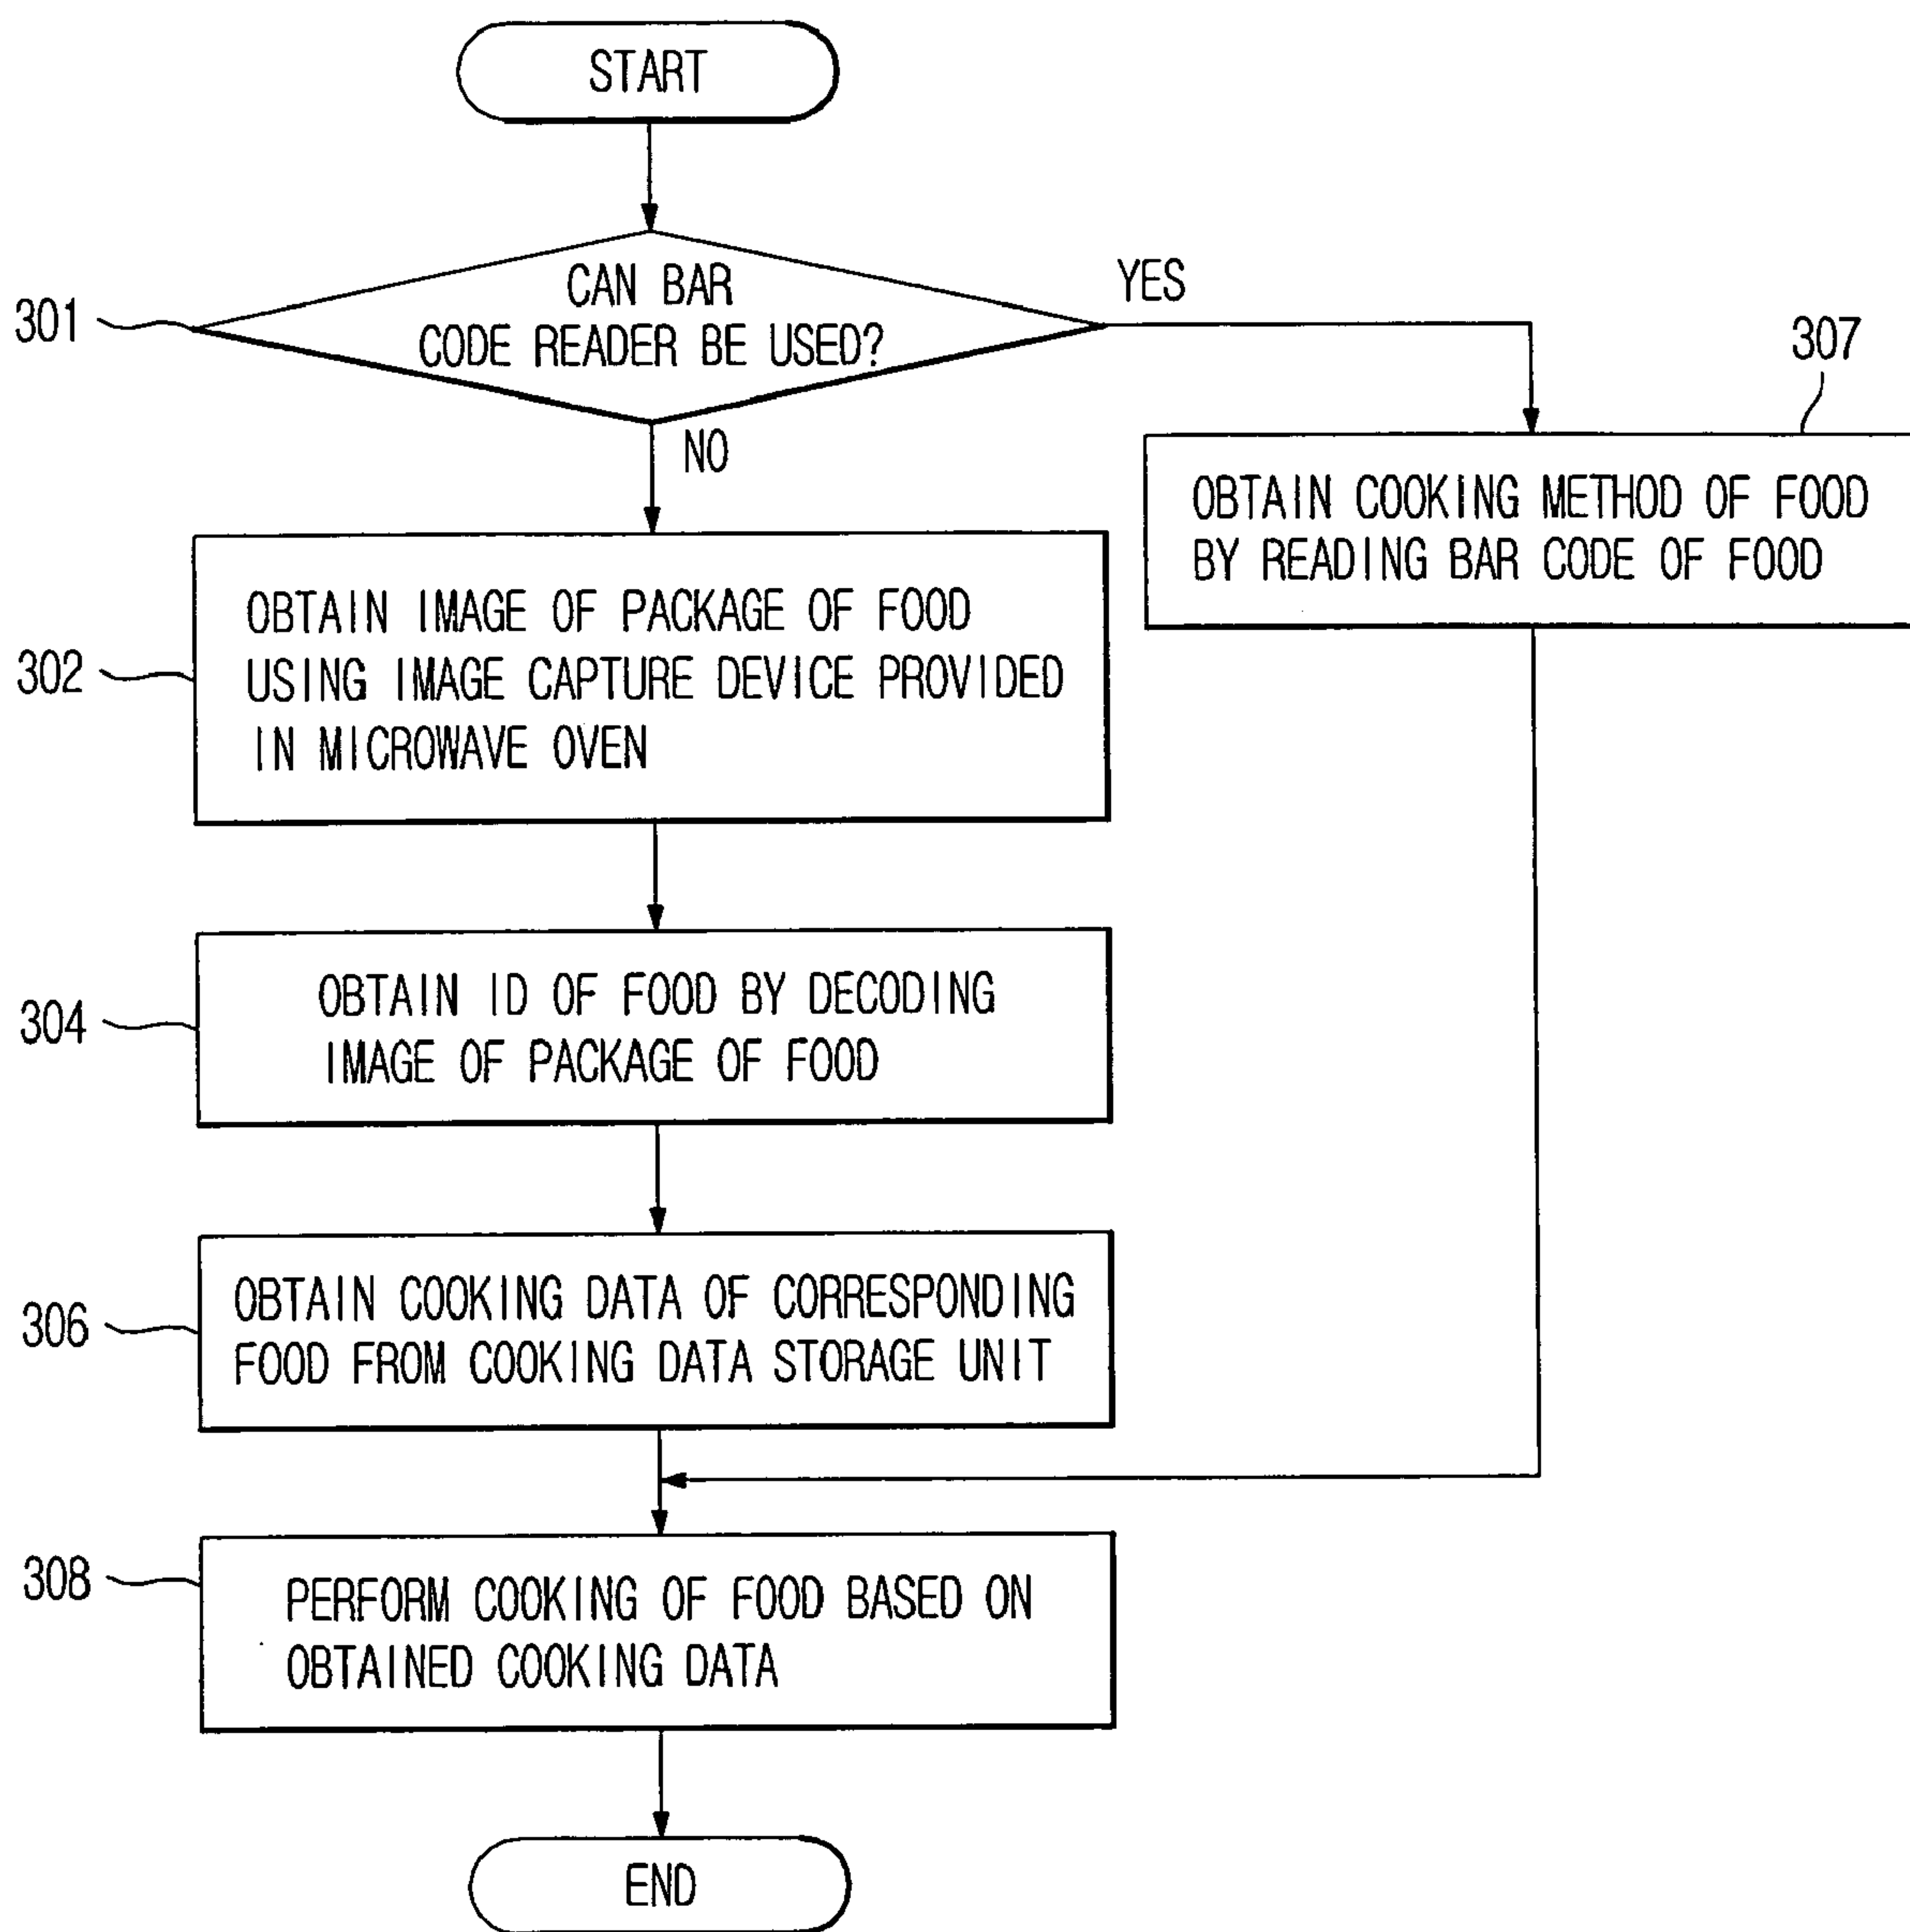 START
301
CAN BAR
CODE READER BE USED?
YES
NO
307
OBTAIN COOKING METHOD OF FOOD
BY READING BAR CODE OF FOOD
302
OBTAIN IMAGE OF PACKAGE OF FOOD
USING IMAGE CAPTURE DEVICE PROVIDED
IN MICROWAVE OVEN
304
OBTAIN ID OF FOOD BY DECODING
IMAGE OF PACKAGE OF FOOD
306
OBTAIN COOKING DATA OF CORRESPONDING
FOOD FROM COOKING DATA STORAGE UNIT
308
PERFORM COOKING OF FOOD BASED ON
OBTAINED COOKING DATA
END